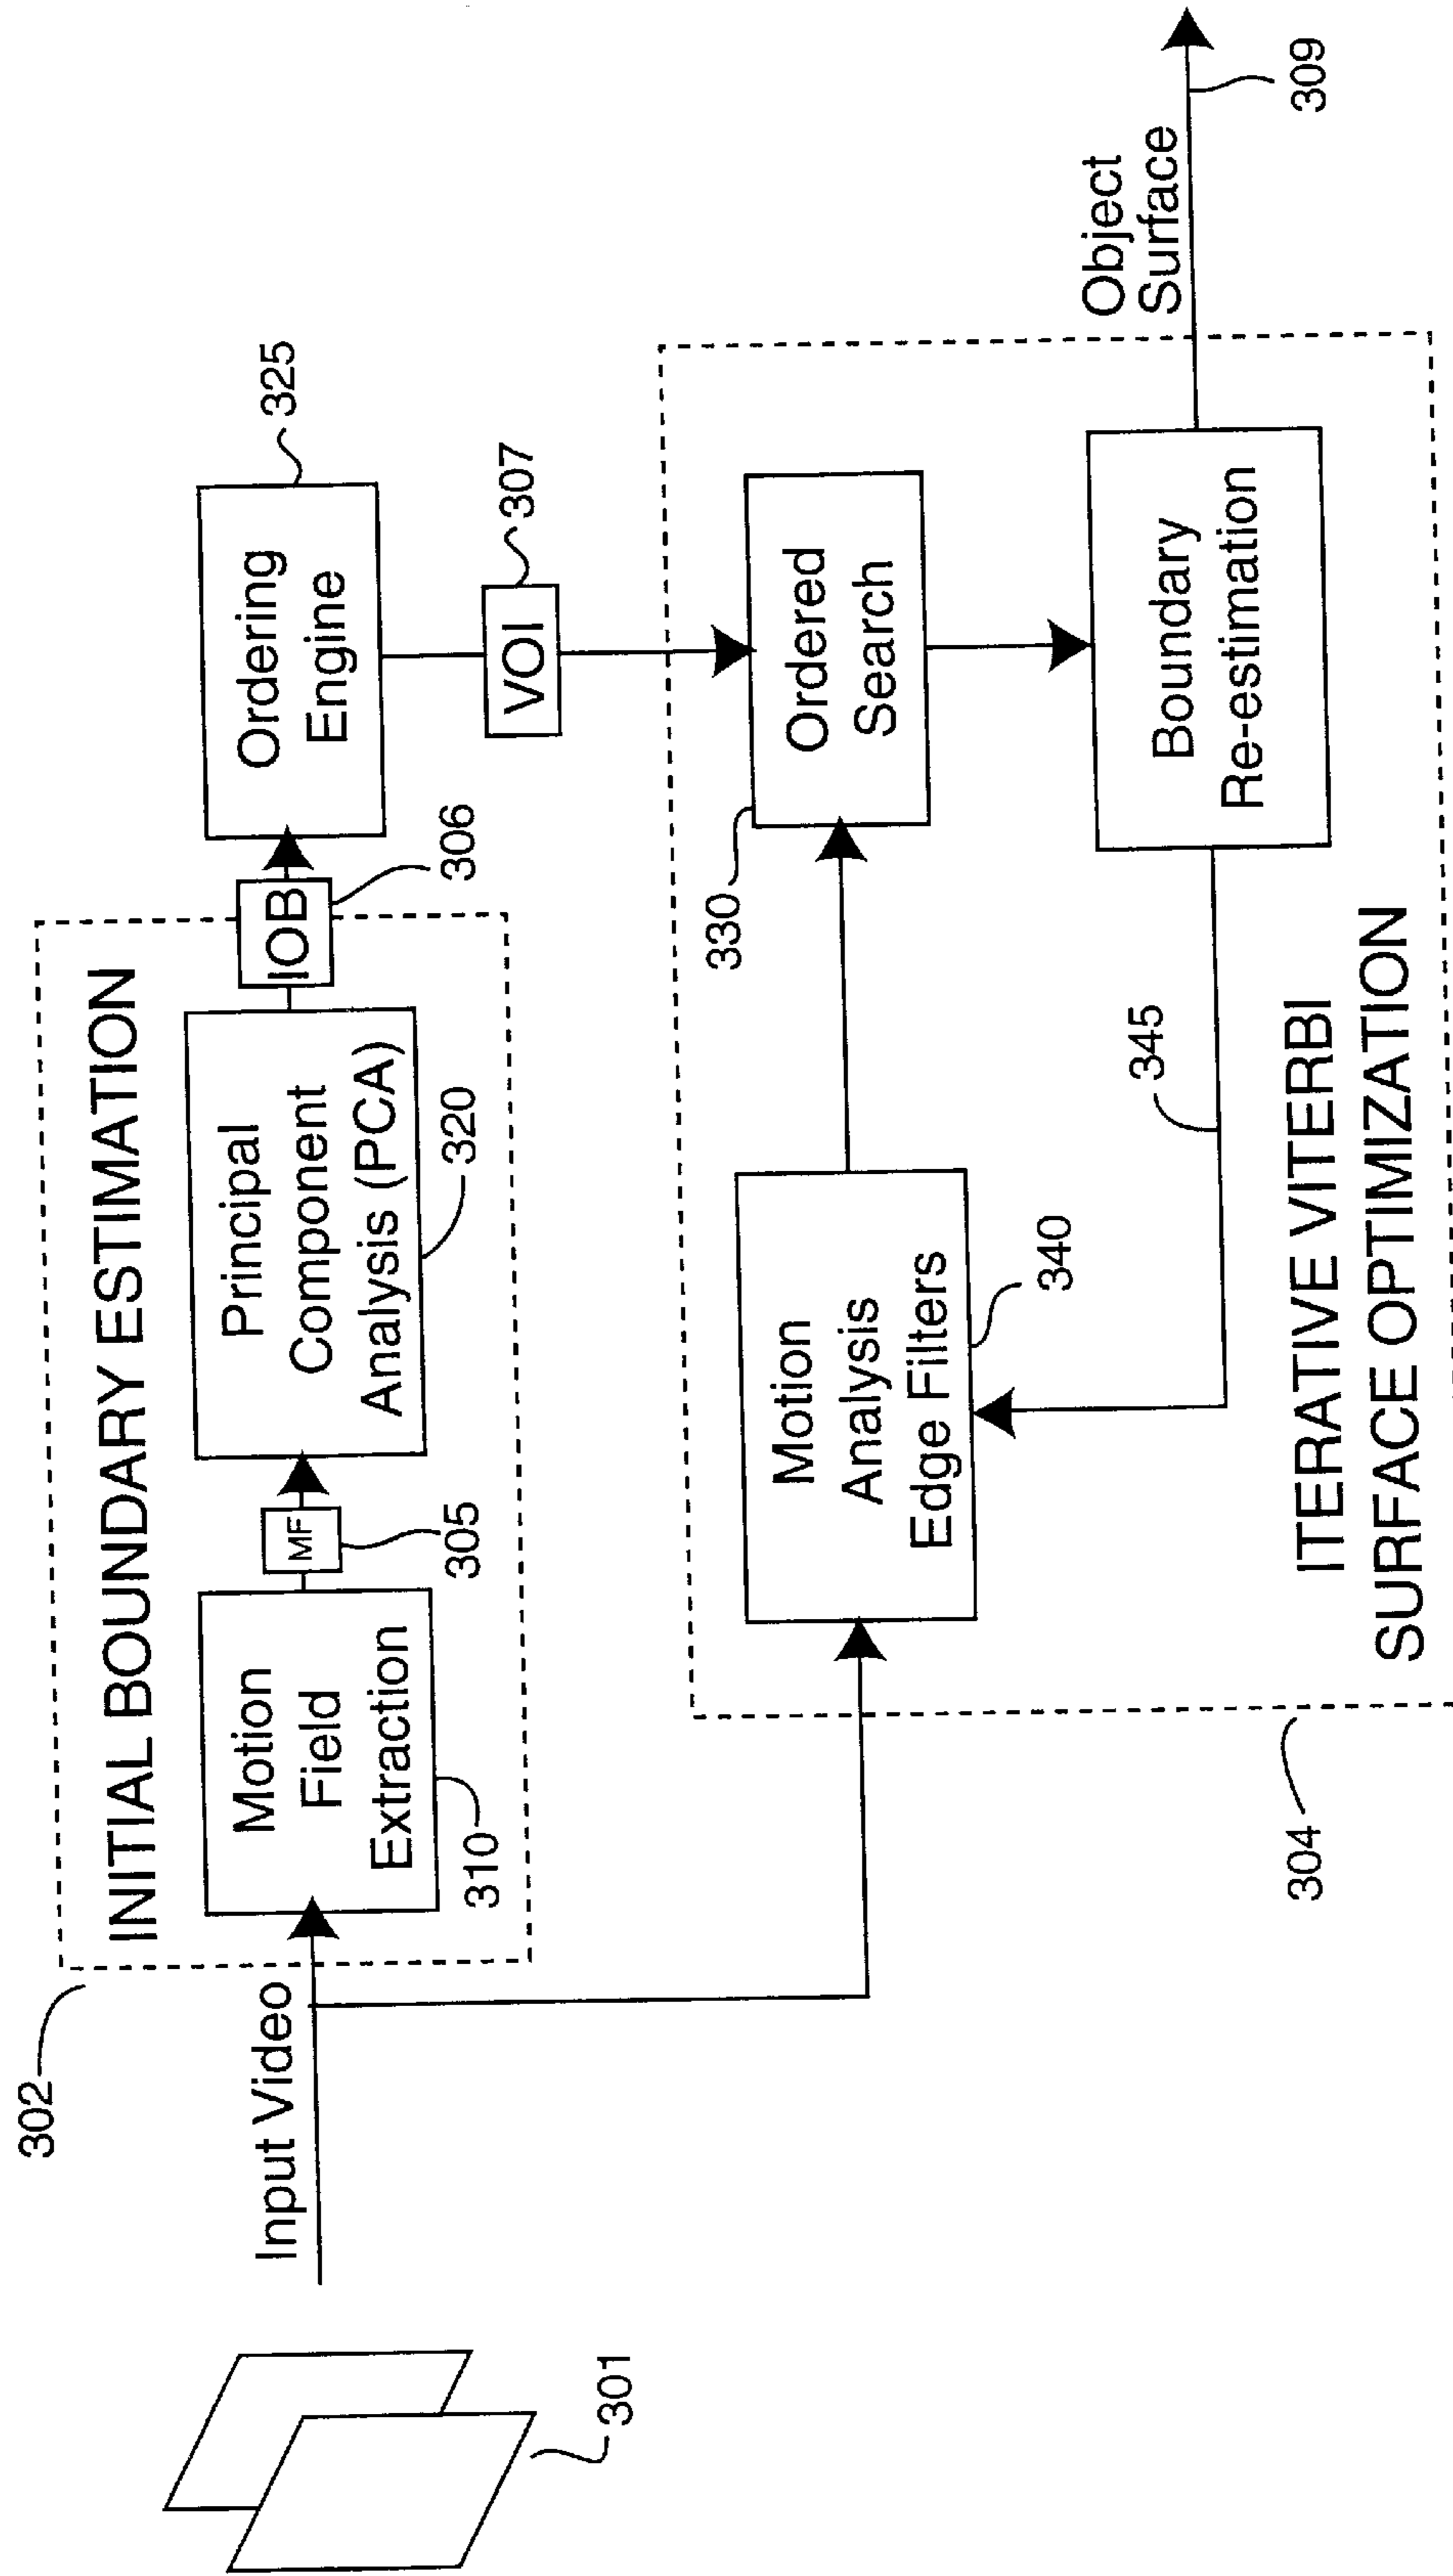 302
INITIAL BOUNDARY ESTIMATION
Input Video
Motion
Field
Extraction
310
MF
305
Principal
Component
Analysis (PCA)
320
IOB
306
Ordering
Engine
325
VOI
307
301
330
Ordered
Search
Motion
Analysis
Edge Filters
340
345
Boundary
Re-estimation
Object
Surface
309
304
ITERATIVE VITERBI
SURFACE OPTIMIZATION